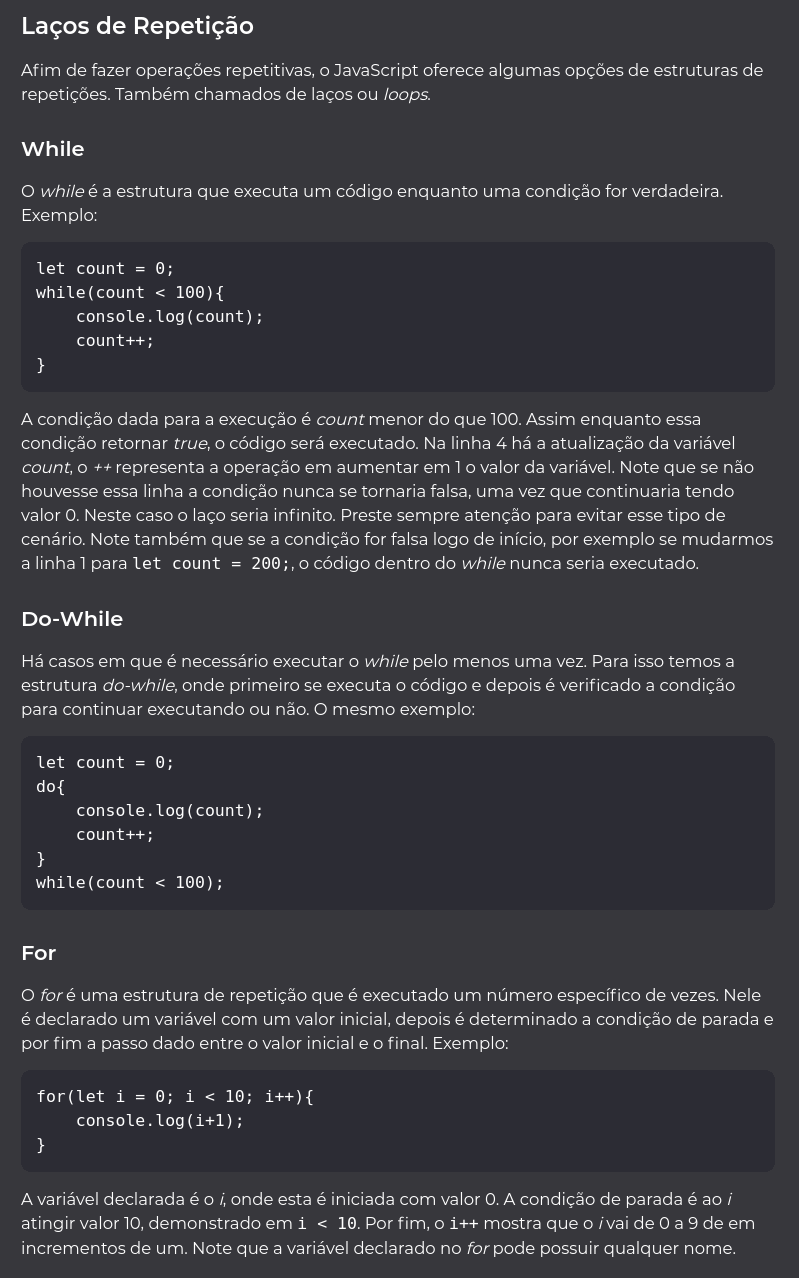 Laços de Repetição
Afim de fazer operações repetitivas, o JavaScript oferece algumas opções de estruturas de
repetições. Também chamados de laços ou loops.
While
O while é a estrutura que executa um código enquanto uma condição for verdadeira.
Exemplo:
let count = 0;
while(count < 100){
    console.log(count);
    count++;
}
A condição dada para a execução é count menor do que 100. Assim enquanto essa
condição retornar true, o código será executado. Na linha 4 há a atualização da variável
count, o ++ representa a operação em aumentar em 1 o valor da variável. Note que se não
houvesse essa linha a condição nunca se tornaria falsa, uma vez que continuaria tendo
valor 0. Neste caso o laço seria infinito. Preste sempre atenção para evitar esse tipo de
cenário. Note também que se a condição for falsa logo de início, por exemplo se mudarmos
a linha 1 para let count = 200;, o código dentro do while nunca seria executado.
Do-While
Há casos em que é necessário executar o while pelo menos uma vez. Para isso temos a
estrutura do-while, onde primeiro se executa o código e depois é verificado a condição
para continuar executando ou não. O mesmo exemplo:
let count = 0;
do{
    console.log(count);
    count++;
}
while(count < 100);
For
O for é uma estrutura de repetição que é executado um número específico de vezes. Nele
é declarado um variável com um valor inicial, depois é determinado a condição de parada e
por fim a passo dado entre o valor inicial e o final. Exemplo:
for(let i = 0; i < 10; i++){
    console.log(i+1);
}
A variável declarada é o i, onde esta é iniciada com valor 0. A condição de parada é ao i
atingir valor 10, demonstrado em i < 10. Por fim, o i++ mostra que o i vai de 0 a 9 de em
incrementos de um. Note que a variável declarado no for pode possuir qualquer nome.